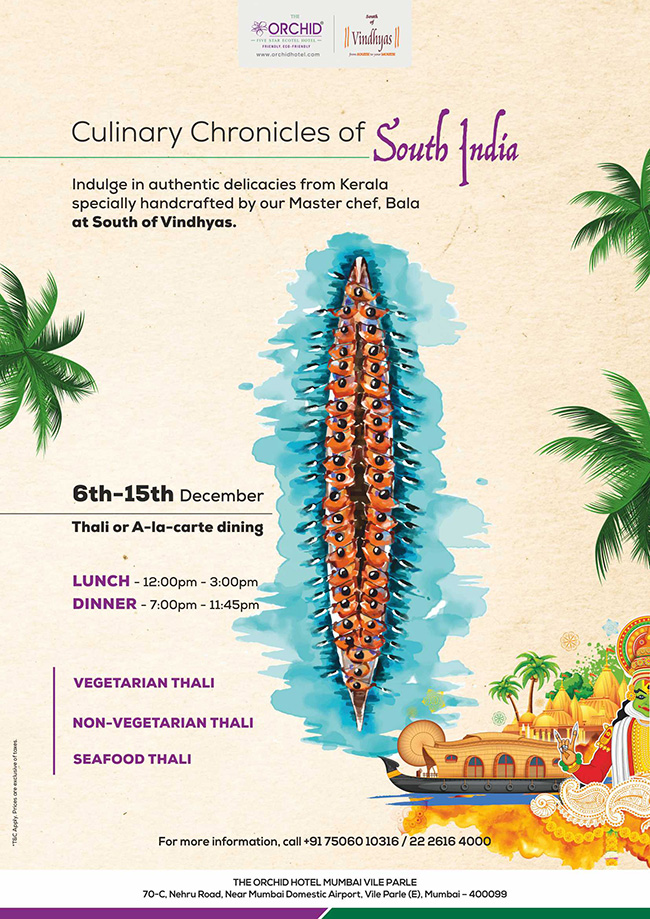 THE
ORCHID
FIVE STAR ECOTEL HOTEL
FRIENDLY. ECO-FRIENDLY
www.orchidhotel.com
South
of
Vindhyas
Culinary Chronicles of South India
Indulge in authentic delicacies from Kerala
specially handcrafted by our Master chef, Bala
at South of Vindhyas.
6th-15th December
Thali or A-la-carte dining
LUNCH - 12:00pm - 3:00pm
DINNER - 7:00pm - 11:45pm
VEGETARIAN THALI
NON-VEGETARIAN THALI
SEAFOOD THALI
*T&C Apply. Prices are exclusive of taxes.
For more information, call +91 75060 10316 / 22 2616 4000
THE ORCHID HOTEL MUMBAI VILE PARLE
70-C, Nehru Road, Near Mumbai Domestic Airport, Vile Parle (E), Mumbai – 400099